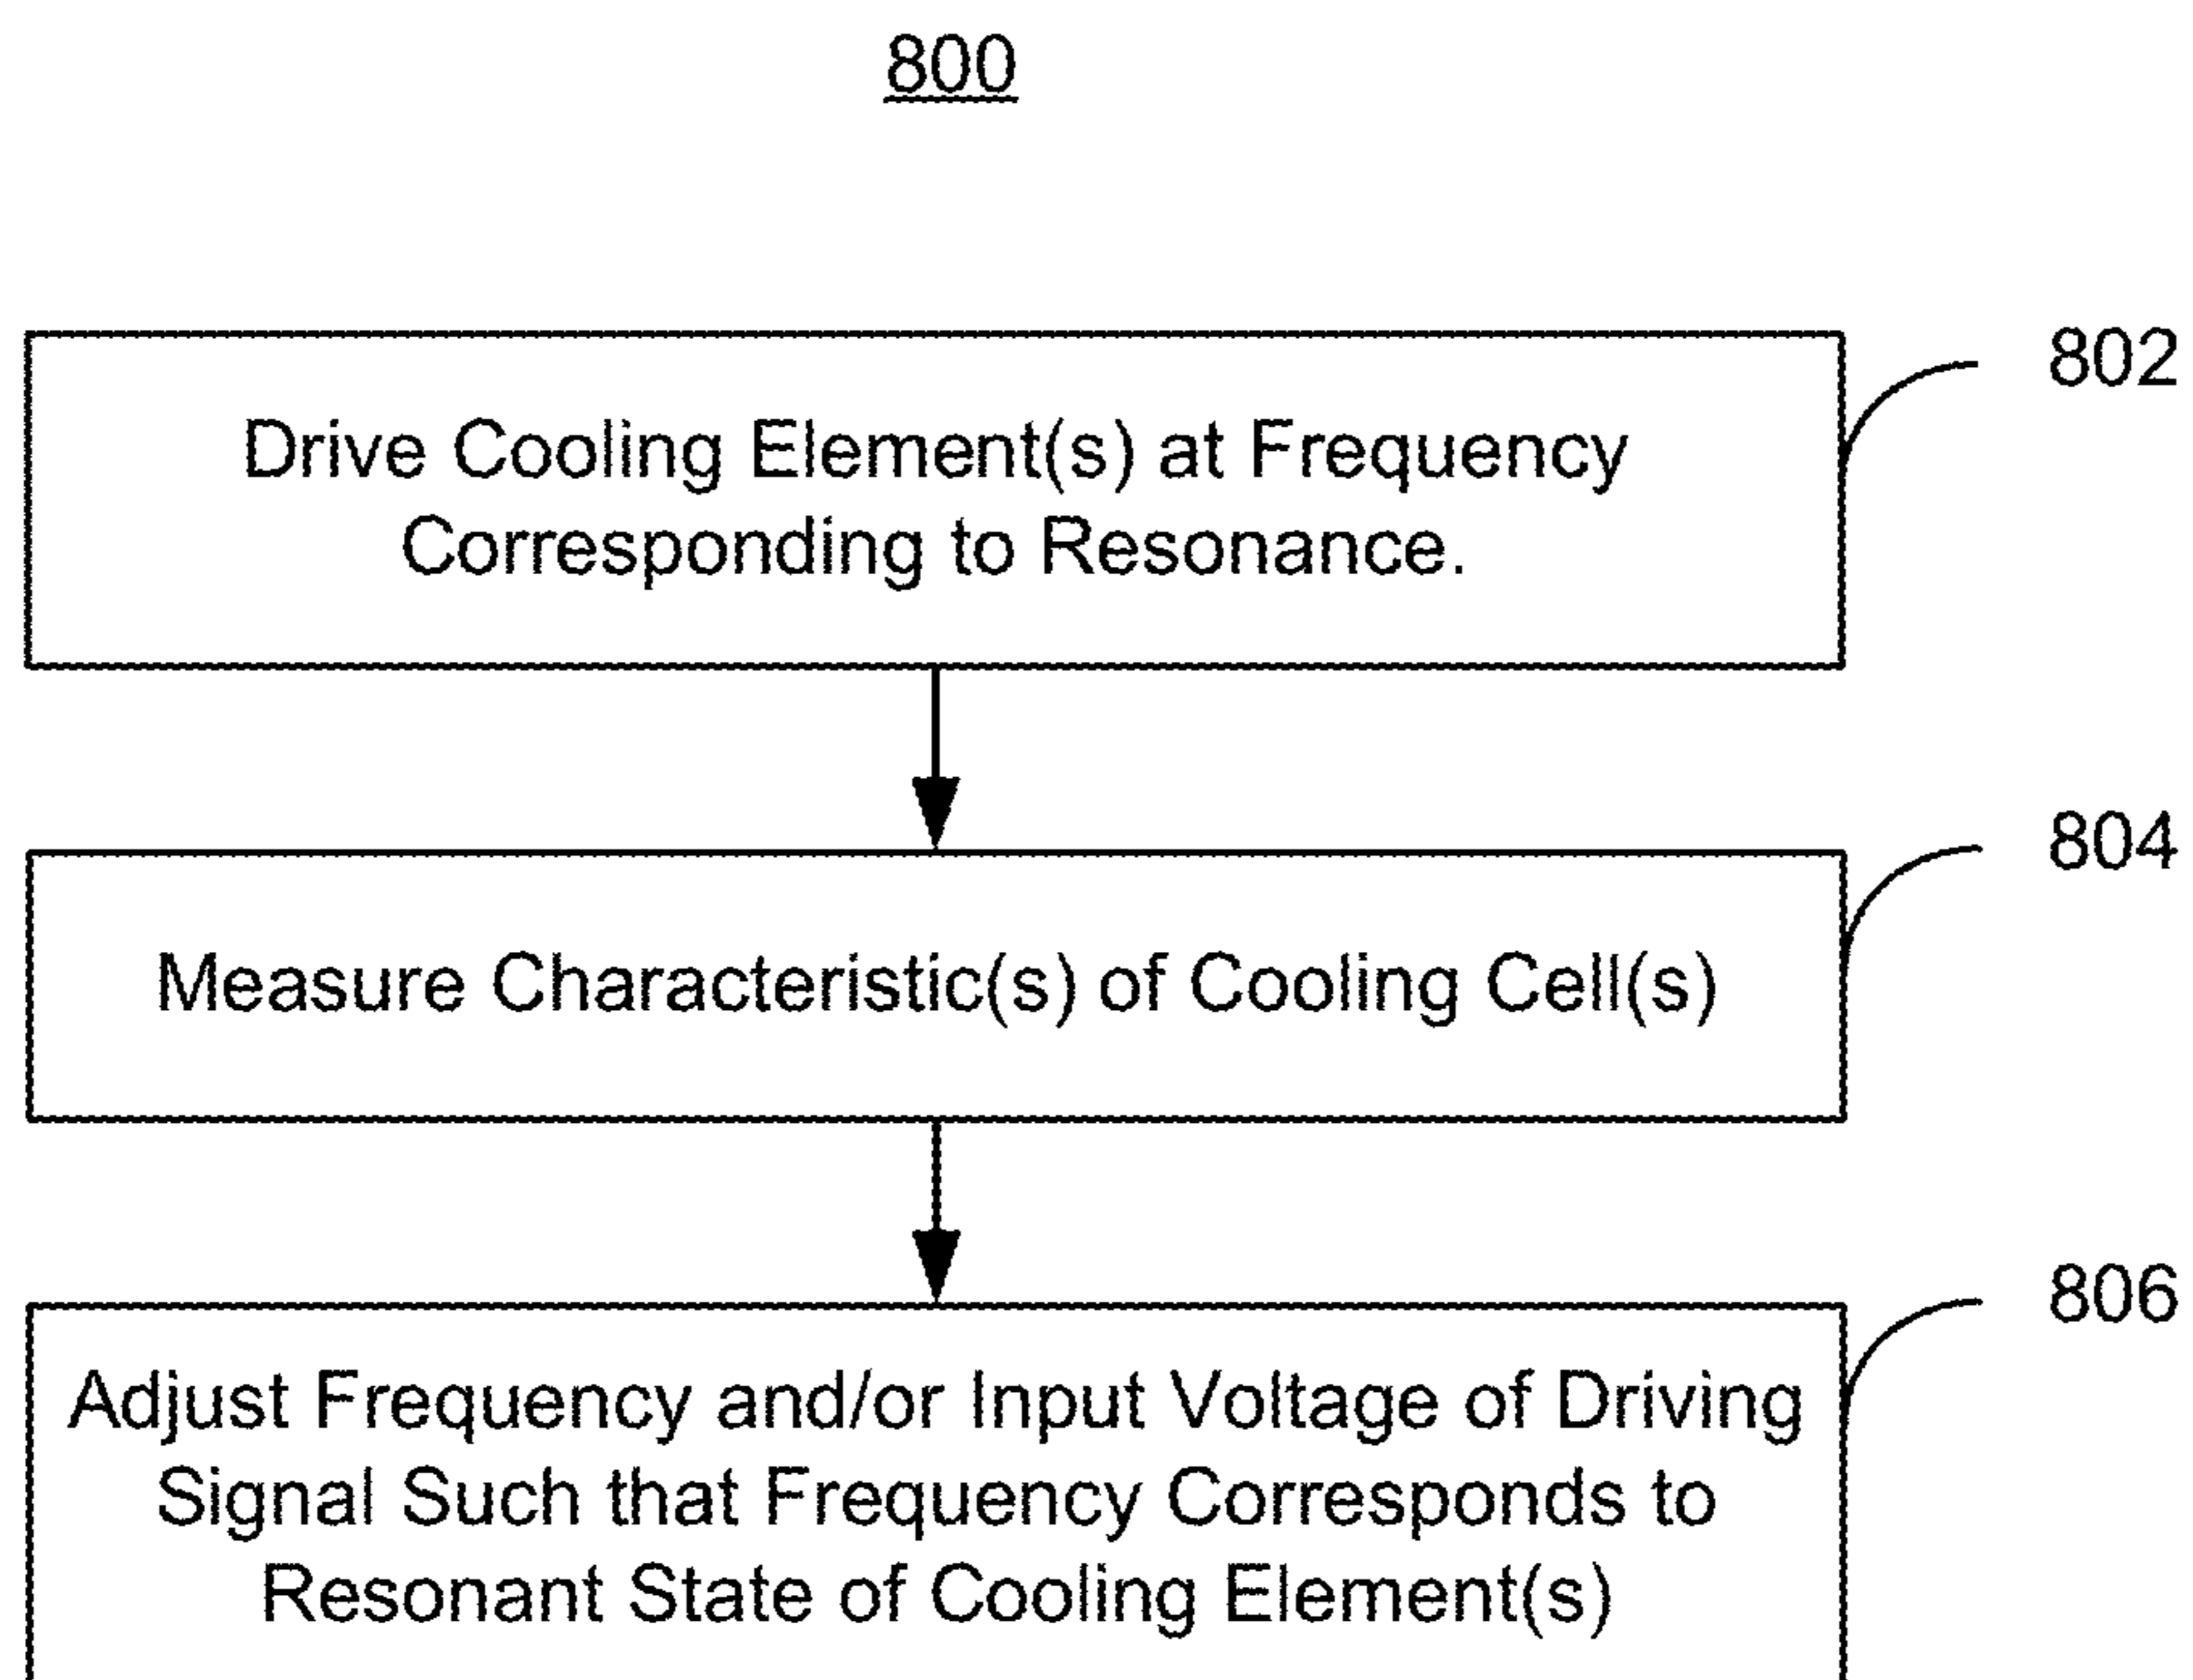 800
802
Drive Cooling Element(s) at Frequency
Corresponding to Resonance.
804
Measure Characteristic(s) of Cooling Cell(s)
806
Adjust Frequency and/or Input Voltage of Driving
Signal Such that Frequency Corresponds to
Resonant State of Cooling Element(s)